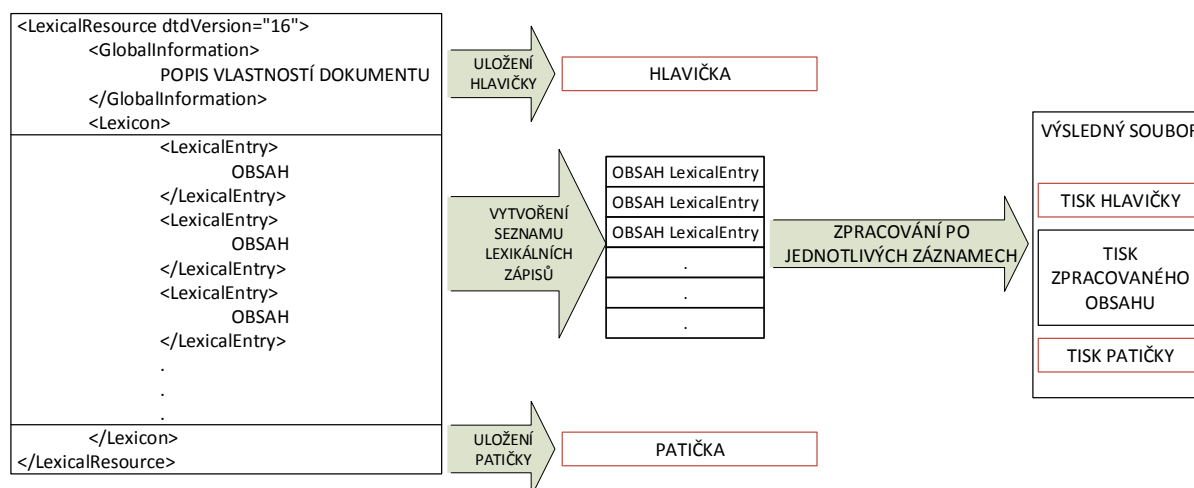 <LexicalResource dtdVersion="16">
<GlobalInformation>
POPIS VLASTNOSTÍ DOKUMENTU
</GlobalInformation>
<Lexicon>
<LexicalEntry>
OBSAH
</LexicalEntry>
<LexicalEntry>
OBSAH
</LexicalEntry>
<LexicalEntry>
OBSAH
</LexicalEntry>
.
.
.
</Lexicon>
</LexicalResource>
ULOŽENÍ
HLAVIČKY
HLAVIČKA
VYTVOŘENÍ
SEZNAMU
LEXIKÁLNÍCH
ZÁPISŮ
OBSAH LexicalEntry
OBSAH LexicalEntry
OBSAH LexicalEntry
.
.
.
ZPRACOVÁNÍ PO
JEDNOTLIVÝCH ZÁZNAMECH
ULOŽENÍ
PATIČKY
PATIČKA
VÝSLEDNÝ SOUBOR
TISK HLAVIČKY
TISK
ZPRACOVANÉHO
OBSAHU
TISK PATIČKY